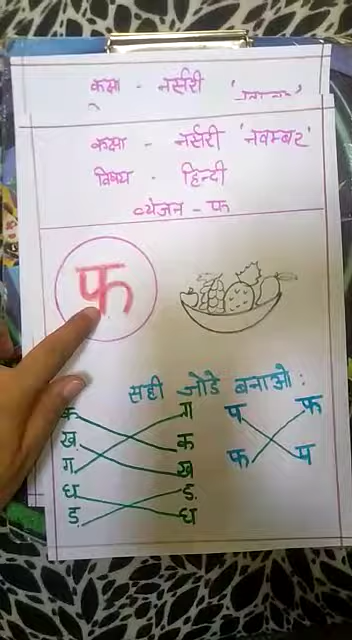 कक्षा - नर्सरी
कक्षा - नर्सरी 'नवम्बर'
विषय - हिन्दी
व्यंजन - फ
फ
सही जोडे बनाओ :
क ग प फ
ख क फ प
ग ख
घ ङ
ङ घ